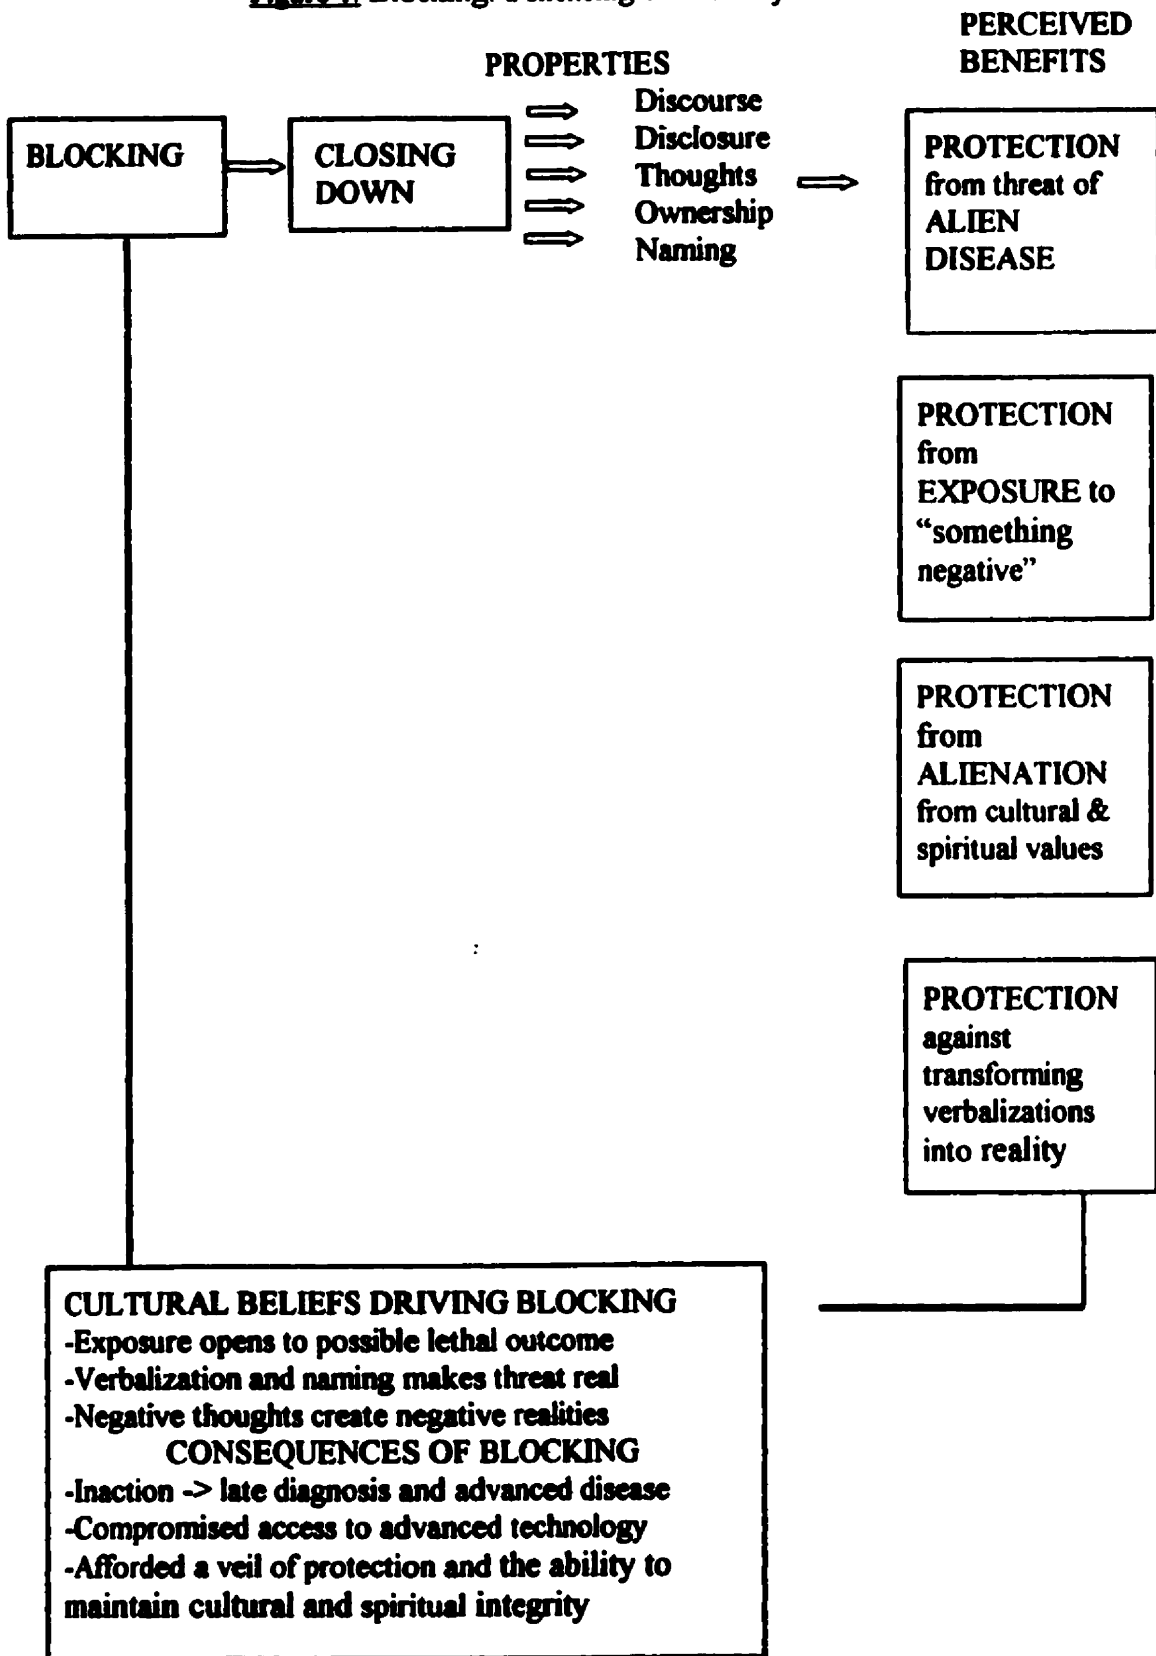 PERCEIVED
BENEFITS
PROPERTIES
Discourse
Disclosure
Thoughts
Ownership
Naming
BLOCKING
CLOSING
DOWN
PROTECTION
from threat of
ALIEN
DISEASE
PROTECTION
from
EXPOSURE to
“something
negative”
PROTECTION
from
ALIENATION
from cultural &
spiritual values
PROTECTION
against
transforming
verbalizations
into reality
CULTURAL BELIEFS DRIVING BLOCKING
-Exposure opens to possible lethal outcome
-Verbalization and naming makes threat real
-Negative thoughts create negative realities
CONSEQUENCES OF BLOCKING
-Inaction -> late diagnosis and advanced disease
-Compromised access to advanced technology
-Afforded a veil of protection and the ability to
maintain cultural and spiritual integrity